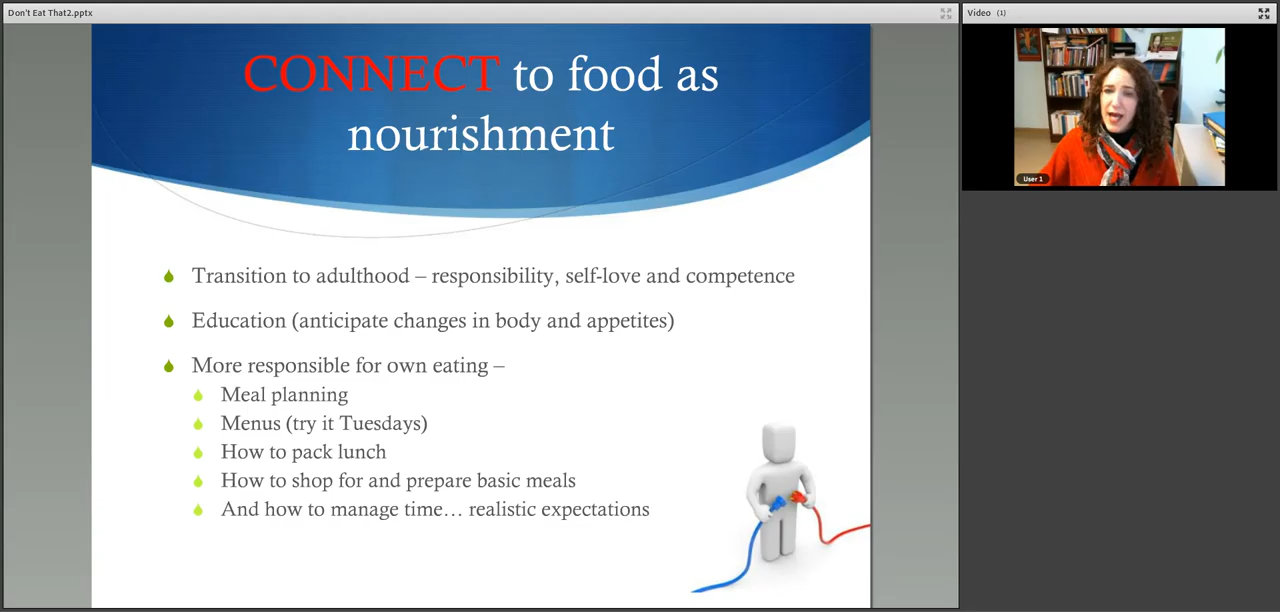 Don't Eat That2.pptx
Video (1)
CONNECT to food as
nourishment
Transition to adulthood – responsibility, self-love and competence
Education (anticipate changes in body and appetites)
More responsible for own eating –
Meal planning
Menus (try it Tuesdays)
How to pack lunch
How to shop for and prepare basic meals
And how to manage time… realistic expectations
User 1